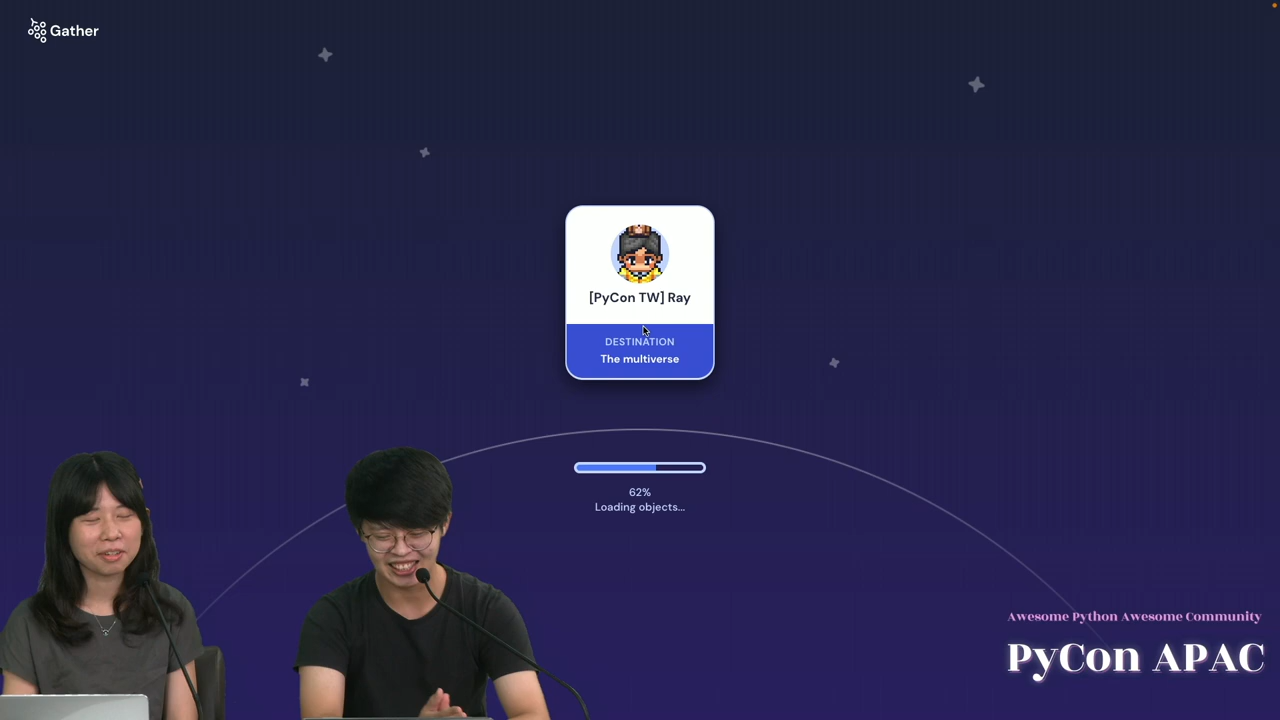 Gather
[PyCon TW] Ray
DESTINATION
The multiverse
62%
Loading objects...
Awesome Python Awesome Community
PyCon APAC